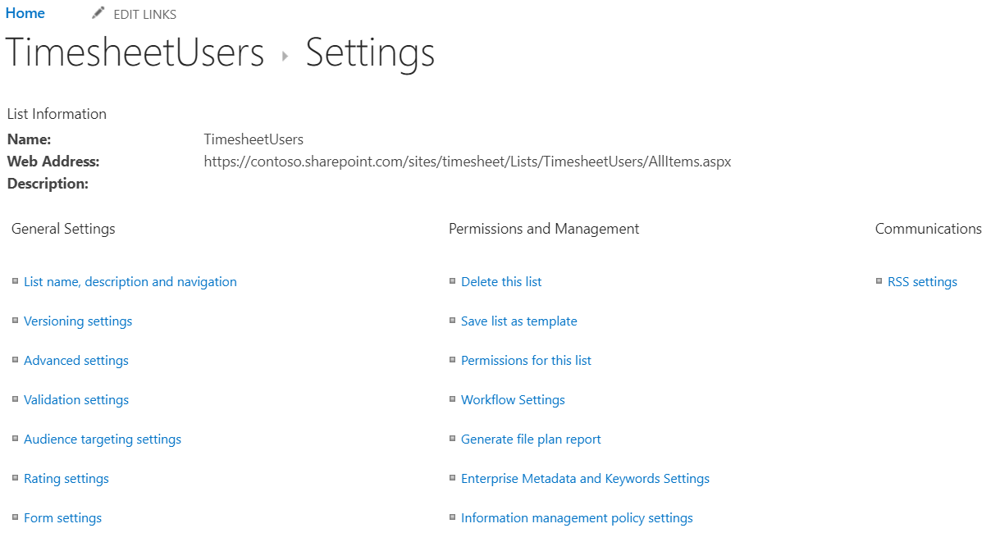 Home EDIT LINKS
TimesheetUsers Settings
List Information
Name: TimesheetUsers
Web Address: https://contoso.sharepoint.com/sites/timesheet/Lists/TimesheetUsers/AllItems.aspx
Description:
General Settings Permissions and Management Communications
List name, description and navigation Delete this list RSS settings
Versioning settings Save list as template
Advanced settings Permissions for this list
Validation settings Workflow Settings
Audience targeting settings Generate file plan report
Rating settings Enterprise Metadata and Keywords Settings
Form settings Information management policy settings